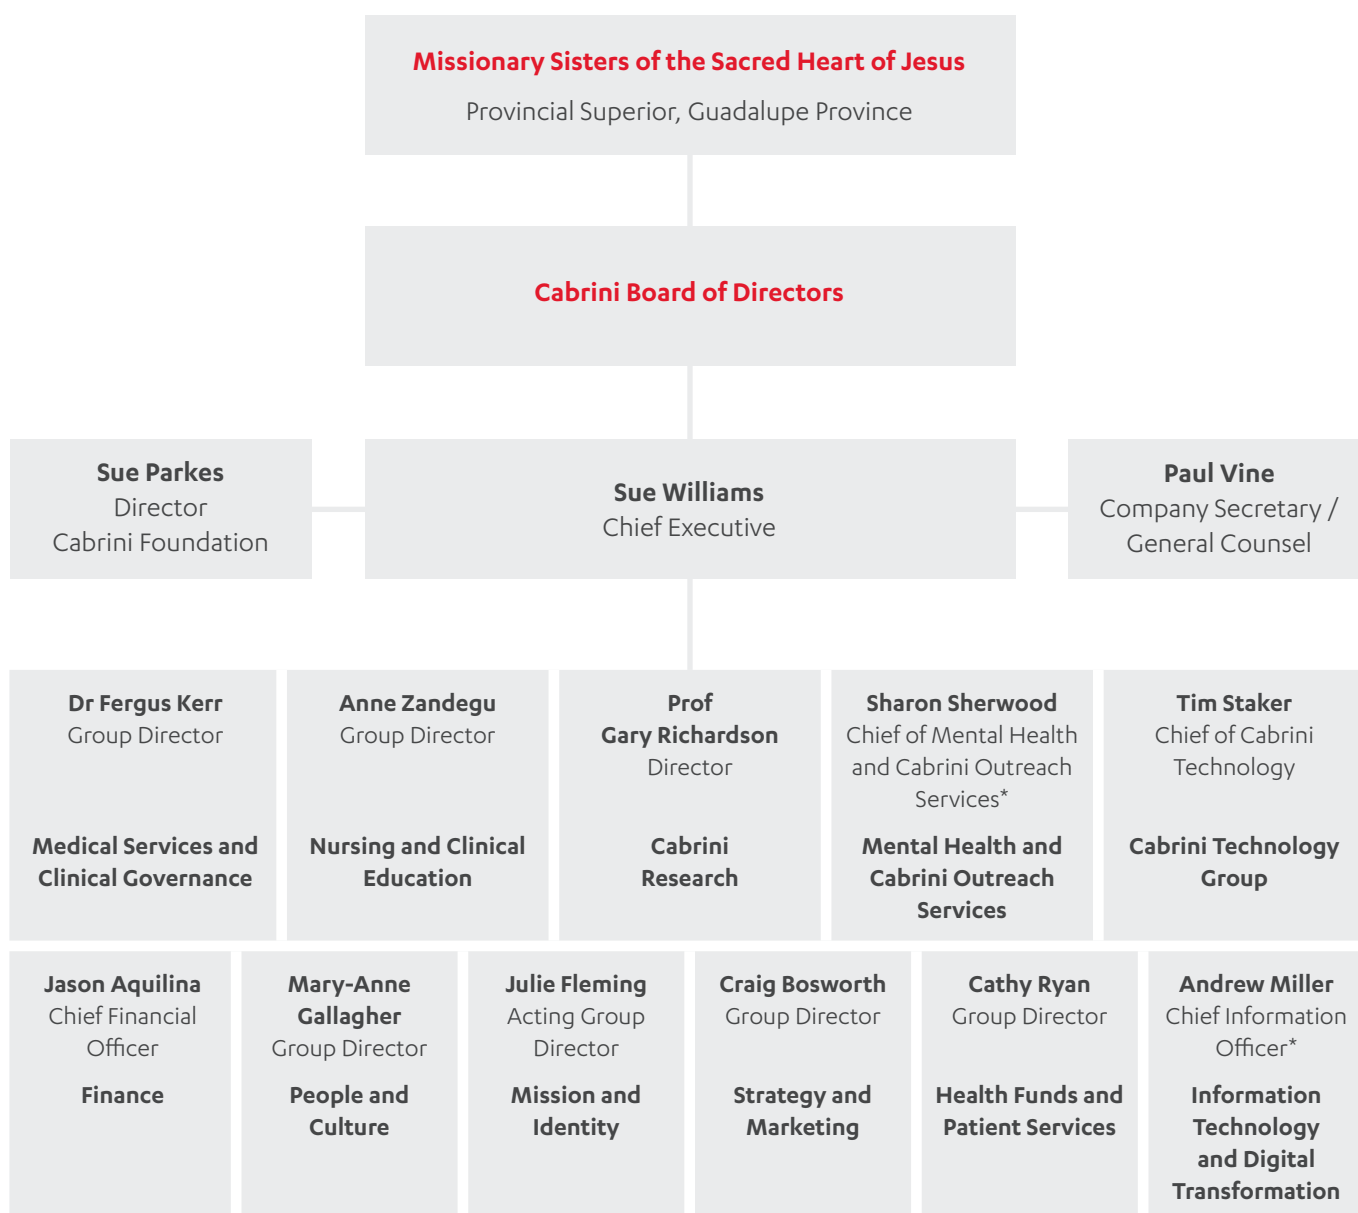 Missionary Sisters of the Sacred Heart of Jesus
Provincial Superior, Guadalupe Province
Cabrini Board of Directors
Sue Parkes
Director
Cabrini Foundation
Sue Williams
Chief Executive
Paul Vine
Company Secretary /
General Counsel
Dr Fergus Kerr
Group Director
Medical Services and
Clinical Governance
Anne Zandegu
Group Director
Nursing and Clinical
Education
Prof
Gary Richardson
Director
Cabrini
Research
Sharon Sherwood
Chief of Mental Health
and Cabrini Outreach
Services*
Mental Health and
Cabrini Outreach
Services
Tim Staker
Chief of Cabrini
Technology
Cabrini Technology
Group
Jason Aquilina
Chief Financial
Officer
Finance
Mary-Anne
Gallagher
Group Director
People and
Culture
Julie Fleming
Acting Group
Director
Mission and
Identity
Craig Bosworth
Group Director
Strategy and
Marketing
Cathy Ryan
Group Director
Health Funds and
Patient Services
Andrew Miller
Chief Information
Officer*
Information
Technology
and Digital
Transformation